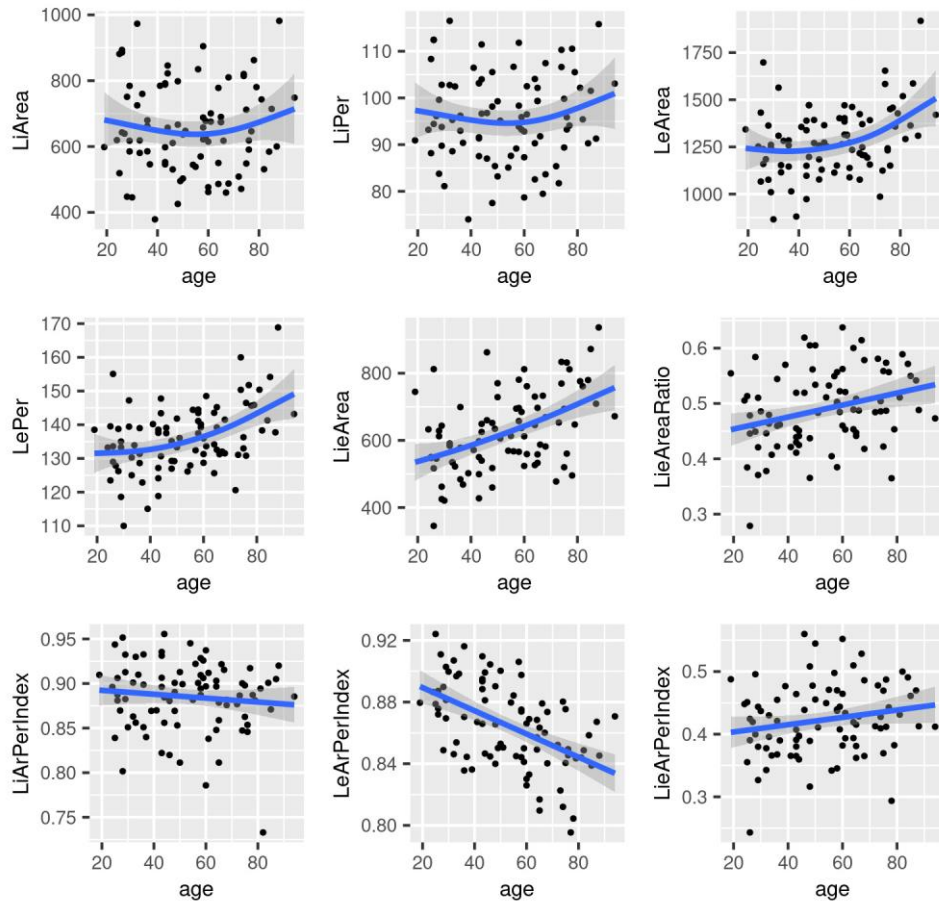 LiArea
1000
800
600
400
20 40 60 80
age
LiPer
110
100
90
80
20 40 60 80
age
LeArea
1750
1500
1250
1000
20 40 60 80
age
LePer
170
160
150
140
130
120
110
20 40 60 80
age
LieArea
800
600
400
20 40 60 80
age
LieAreaRatio
0.6
0.5
0.4
0.3
20 40 60 80
age
LiArPerIndex
0.95
0.90
0.85
0.80
0.75
20 40 60 80
age
LeArPerIndex
0.92
0.88
0.84
0.80
20 40 60 80
age
LieArPerIndex
0.5
0.4
0.3
20 40 60 80
age